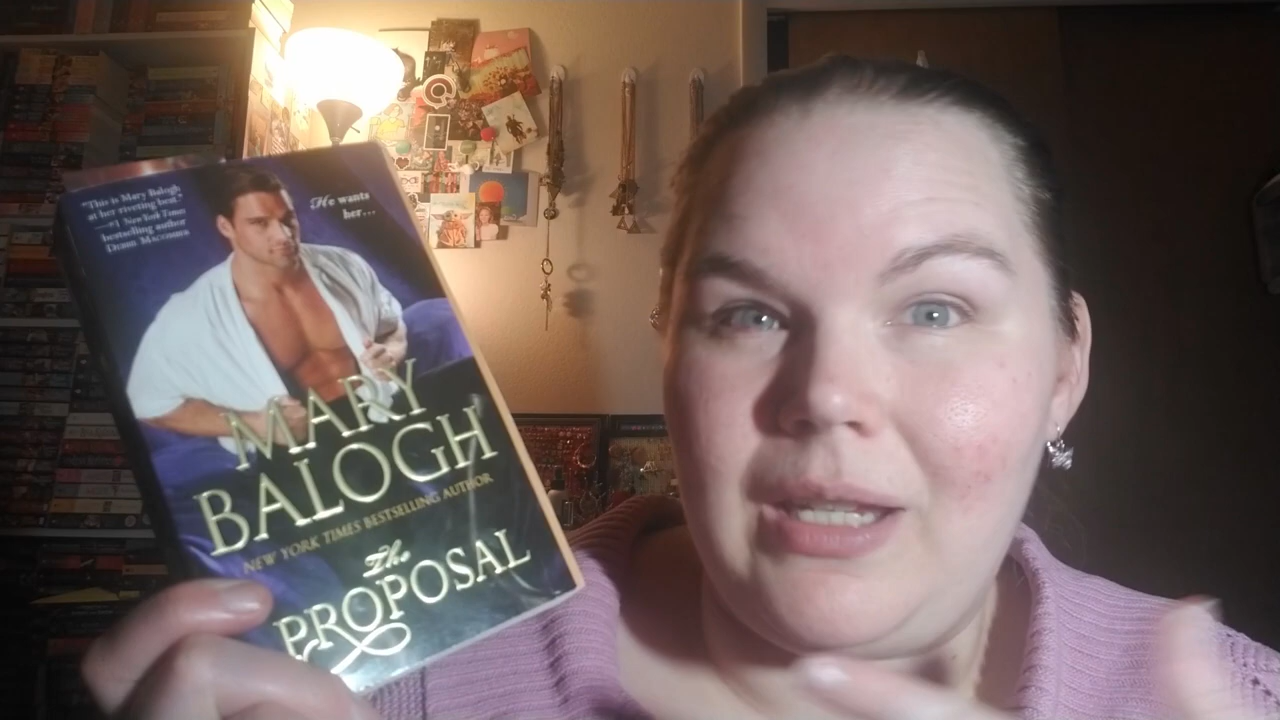 "This is Mary Balogh
at her riveting best."
—#1 New York Times
bestselling author
Debbie Macomber
He wants
her...
MARY
BALOGH
NEW YORK TIMES BESTSELLING AUTHOR
The
PROPOSAL